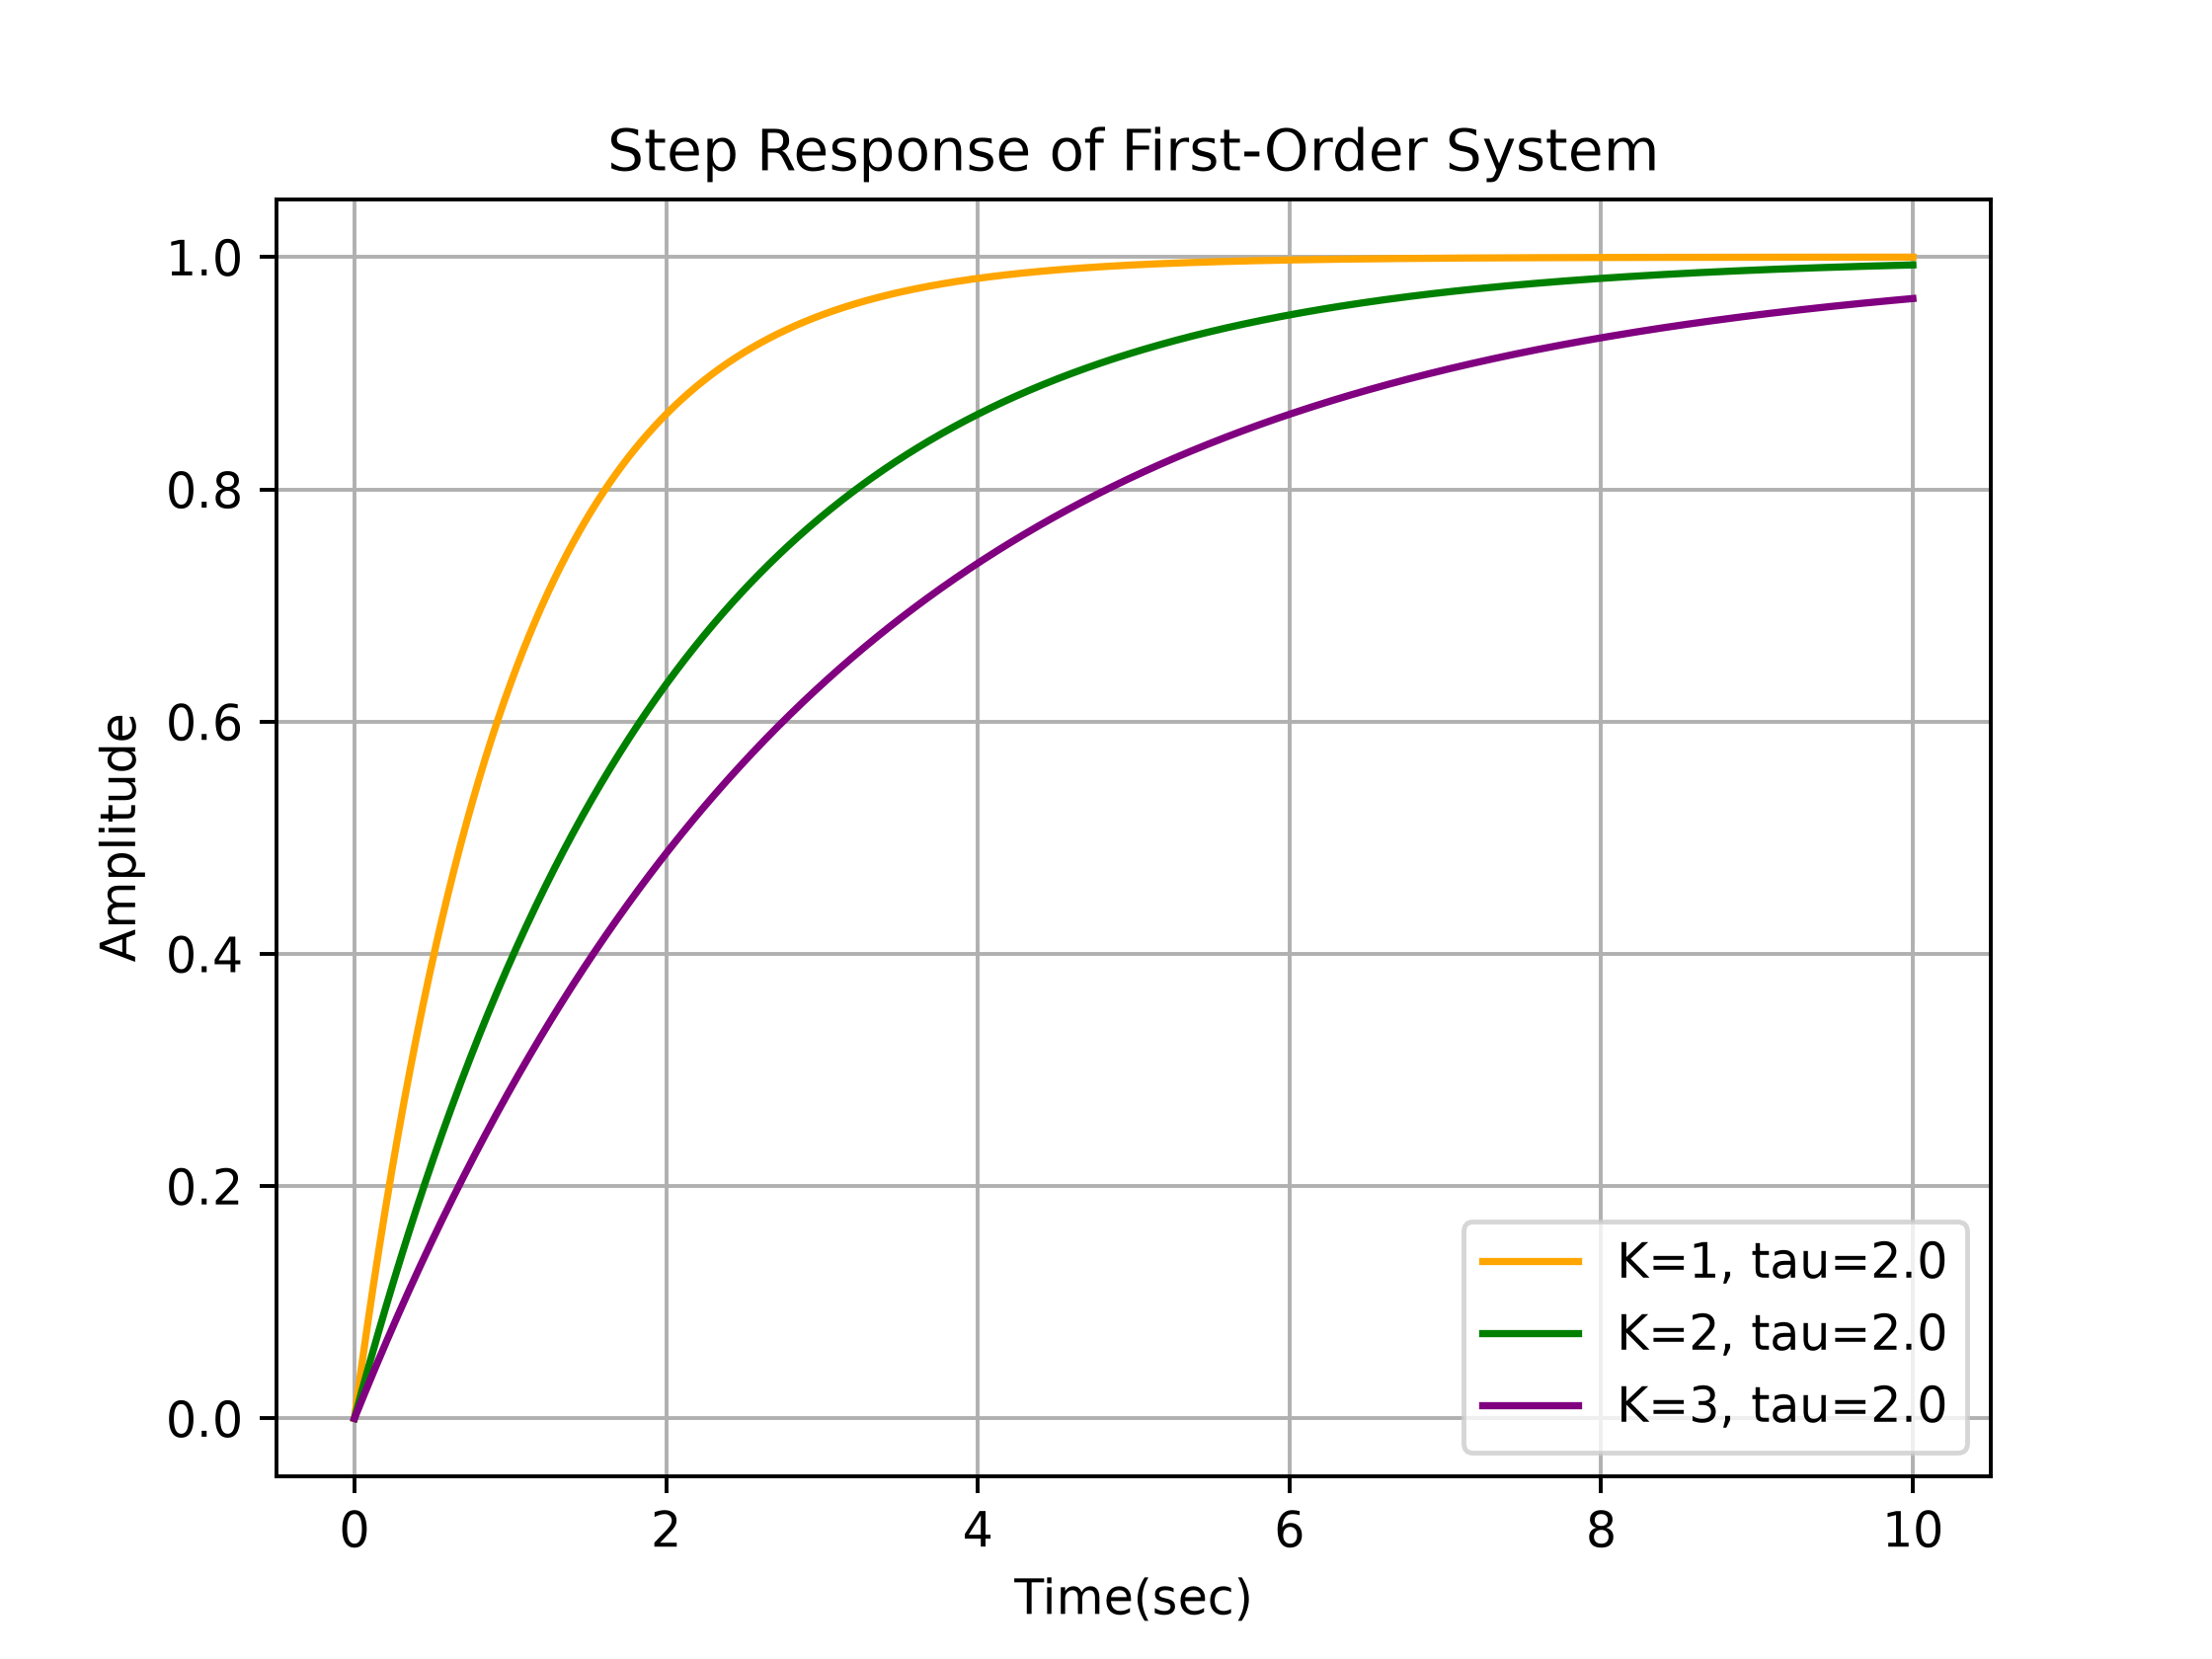 Step Response of First-Order System
1.0
0.8
0.6
0.4
0.2
0.0
Amplitude
K=1, tau=2.0
K=2, tau=2.0
K=3, tau=2.0
0 2 4 6 8 10
Time(sec)